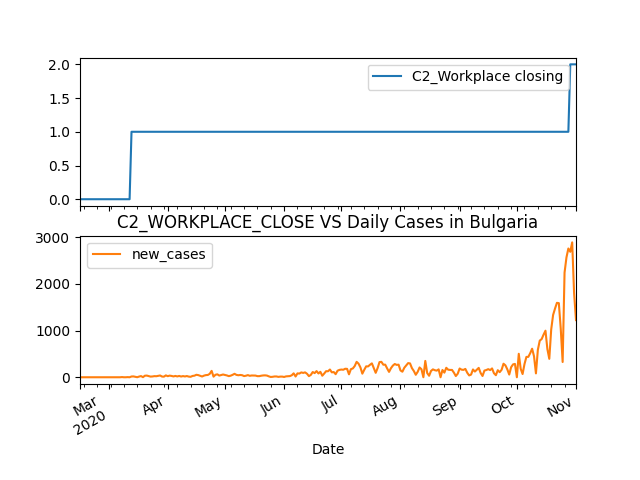 2.0
1.5
1.0
0.5
0.0
C2_Workplace closing
C2_WORKPLACE_CLOSE VS Daily Cases in Bulgaria
3000
2000
1000
0
new_cases
Mar
2020
Apr
May
Jun
Jul
Aug
Sep
Oct
Nov
Date